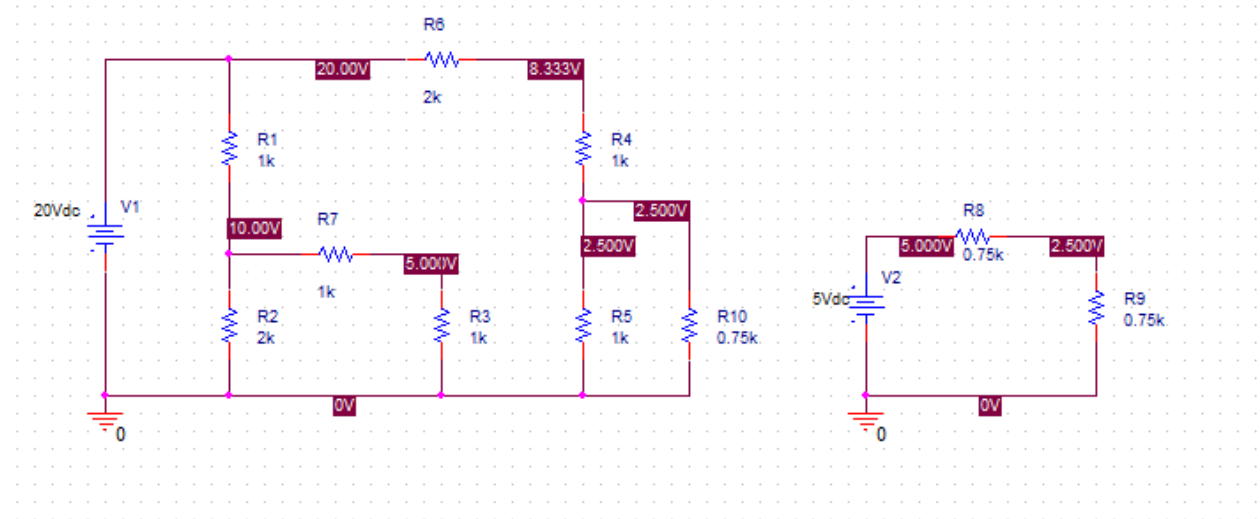 R6
20.00V
8.333V
2k
R1
1k
R4
1k
20Vdc
V1
10.00V
R7
2.500V
2.500V
5.000V
1k
R2
2k
R3
1k
R5
1k
R10
0.75k
0V
0
R8
5.000V
2.500V
0.75k
V2
5Vdc
R9
0.75k
0V
0